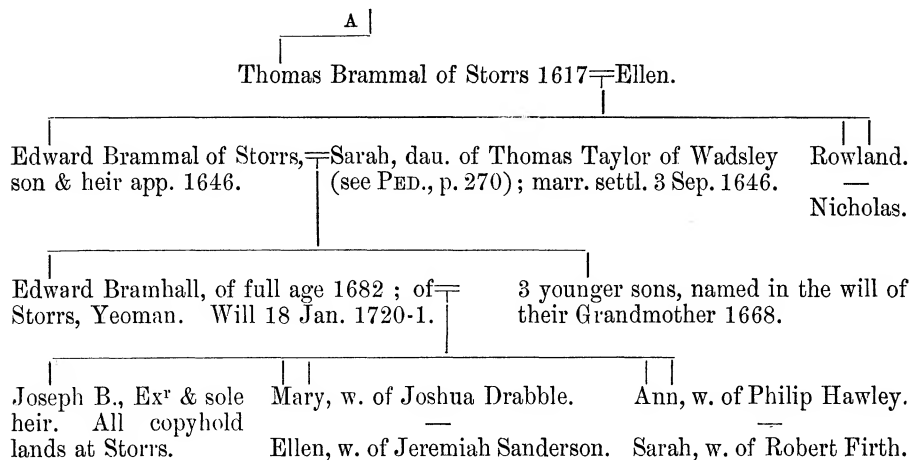 A
Thomas Brammal of Storrs 1617=Ellen.
Edward Brammal of Storrs,=Sarah, dau. of Thomas Taylor of Wadsley
son & heir app. 1646.
(see PED., p. 270) ; marr. settl. 3 Sep. 1646.
Rowland.
—
Nicholas.
Edward Bramhall, of full age 1682 ; of=
Storrs, Yeoman. Will 18 Jan. 1720-1.
3 younger sons, named in the will of
their Grandmother 1668.
Joseph B., Exʳ & sole
heir. All copyhold
lands at Storrs.
Mary, w. of Joshua Drabble.
—
Ellen, w. of Jeremiah Sanderson.
Ann, w. of Philip Hawley.
—
Sarah, w. of Robert Firth.